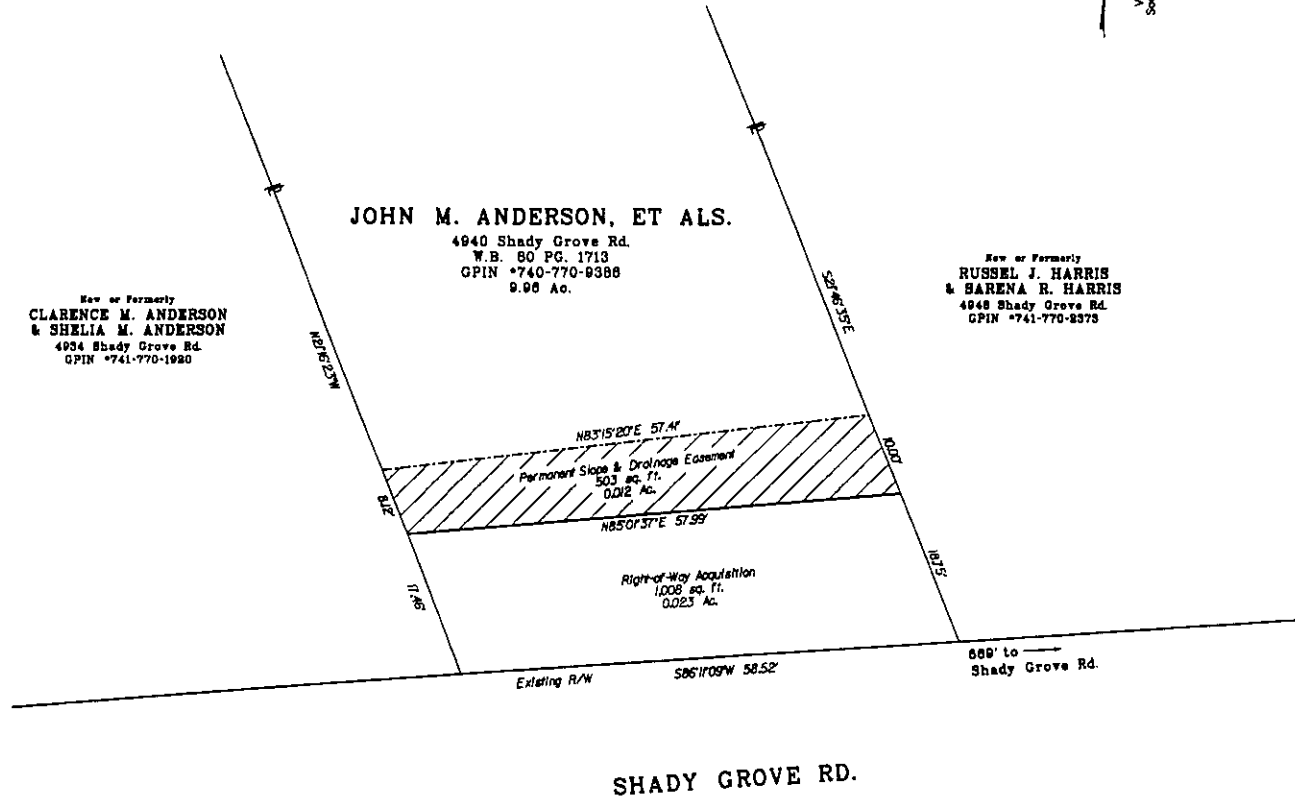 JOHN M. ANDERSON, ET ALS.
4940 Shady Grove Rd.
W.B. 80 PG. 1713
GPIN *740-770-9386
9.96 Ac.
Now or Formerly
CLARENCE M. ANDERSON
& SHELIA M. ANDERSON
4934 Shady Grove Rd.
GPIN *741-770-1920
Now or Formerly
RUSSEL J. HARRIS
& SARENA R. HARRIS
4948 Shady Grove Rd.
GPIN *741-770-2373
N21°16'23"W
S21°46'35"E
N83°15'20"E 57.41'
Permanent Slope & Drainage Easement
503 sq. ft.
0.012 Ac.
8.12'
10.00'
N85°01'37"E 57.99'
Right-of-Way Acquisition
1,008 sq. ft.
0.023 Ac.
17.46'
18.75'
Existing R/W
S86°11'09"W 58.52'
669' to
Shady Grove Rd.
SHADY GROVE RD.